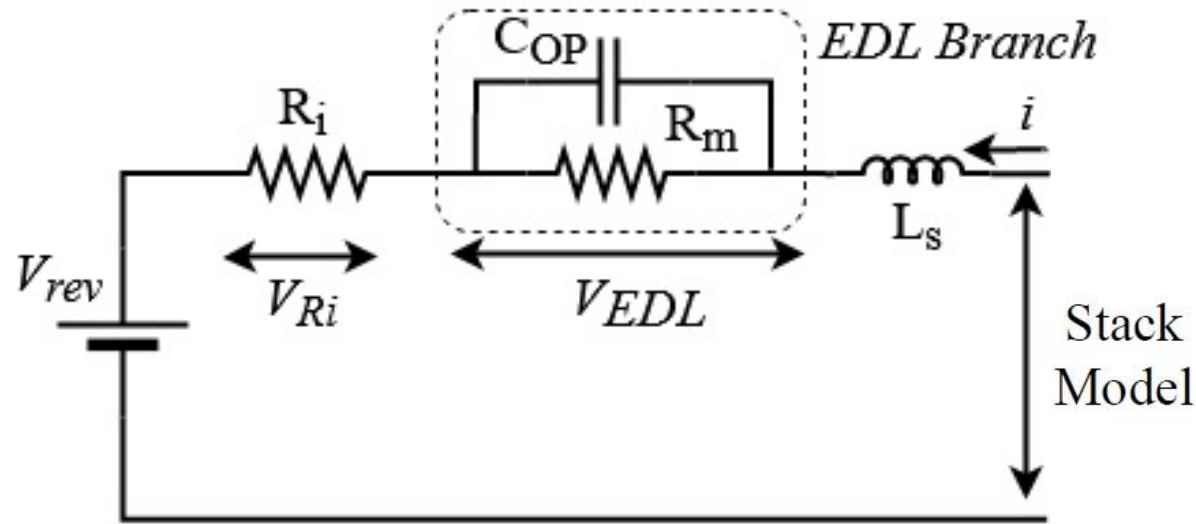 C_OP
EDL Branch
R_i
R_m
i
L_s
V_rev
V_Ri
V_EDL
Stack
Model